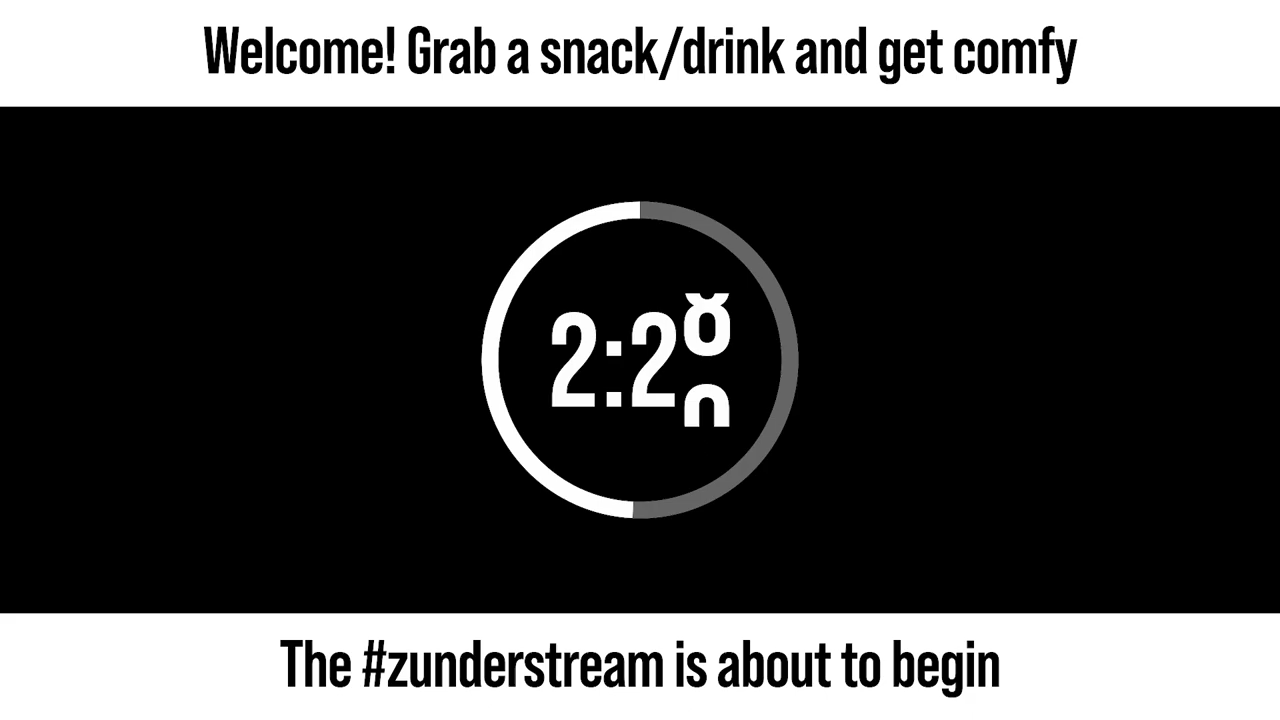 Welcome! Grab a snack/drink and get comfy
2:2
The #zunderstream is about to begin